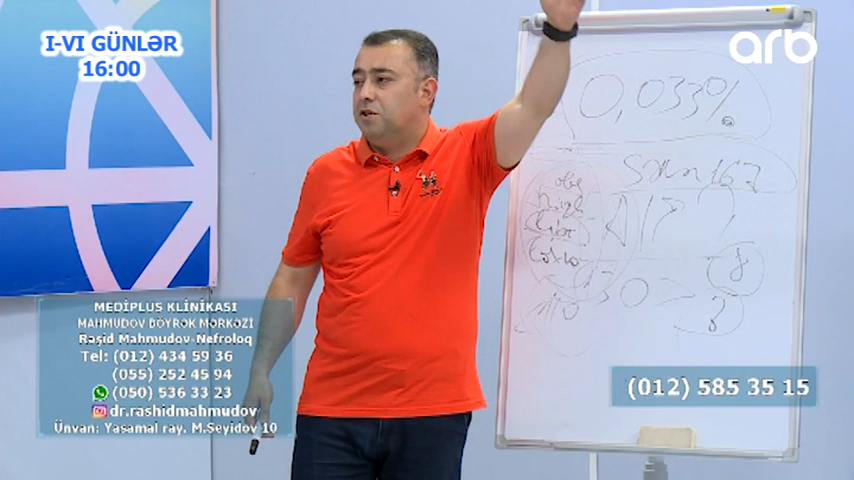 I-VI GÜNLƏR
16:00
arb
0,033%
MEDİPLUS KLİNİKASI
MAHMUDOV BÖYRƏK MƏRKƏZİ
Rəşid Mahmudov-Nefroloq
Tel: (012) 434 59 36
(055) 252 45 94
(050) 536 33 23
dr.rashidmahmudov
Ünvan: Yasamal ray. M.Seyidov 10
(012) 585 35 15